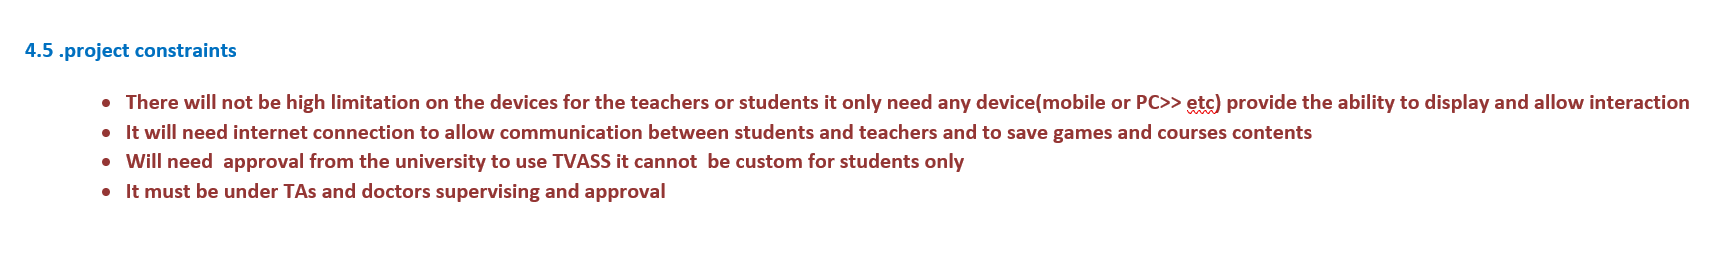 4.5 .project constraints
• There will not be high limitation on the devices for the teachers or students it only need any device(mobile or PC>> etc) provide the ability to display and allow interaction
• It will need internet connection to allow communication between students and teachers and to save games and courses contents
• Will need  approval from the university to use TVASS it cannot  be custom for students only
• It must be under TAs and doctors supervising and approval